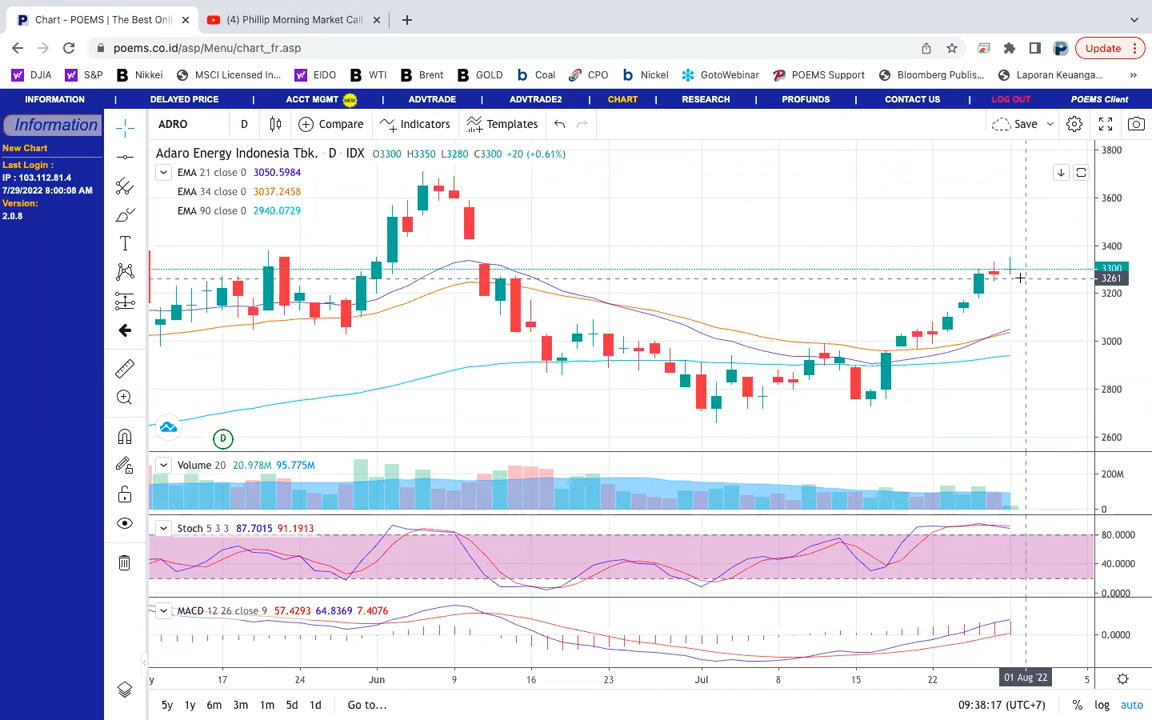 Chart - POEMS | The Best Onli
(4) Phillip Morning Market Call
poems.co.id/asp/Menu/chart_fr.asp
Update
DJIA S&P Nikkei MSCI Licensed In... EIDO WTI Brent GOLD Coal CPO Nickel GotoWebinar POEMS Support Bloomberg Publis... Laporan Keuanga... »
INFORMATION | DELAYED PRICE | ACCT MGMT | ADVTRADE | ADVTRADE2 | CHART | RESEARCH | PROFUNDS | CONTACT US | LOG OUT POEMS Client
Information
New Chart
Last Login :
IP : 103.112.81.4
7/29/2022 8:00:08 AM
Version:
2.0.8
ADRO D Compare Indicators Templates Save
Adaro Energy Indonesia Tbk. · D · IDX O3300 H3350 L3280 C3300 +20 (+0.61%)
EMA 21 close 0 3050.5984
EMA 34 close 0 3037.2458
EMA 90 close 0 2940.0729
3800
3600
3400
3300
3261
3200
3000
2800
2600
D
Volume 20 20.978M 95.775M
200M
0
Stoch 5 3 3 87.7015 91.1913
80.0000
40.0000
0.0000
MACD 12 26 close 9 57.4293 64.8369 7.4076
0.0000
y 17 24 Jun 9 16 23 Jul 8 15 22 01 Aug '22 5
5y 1y 6m 3m 1m 5d 1d Go to... 09:38:17 (UTC+7) % log auto